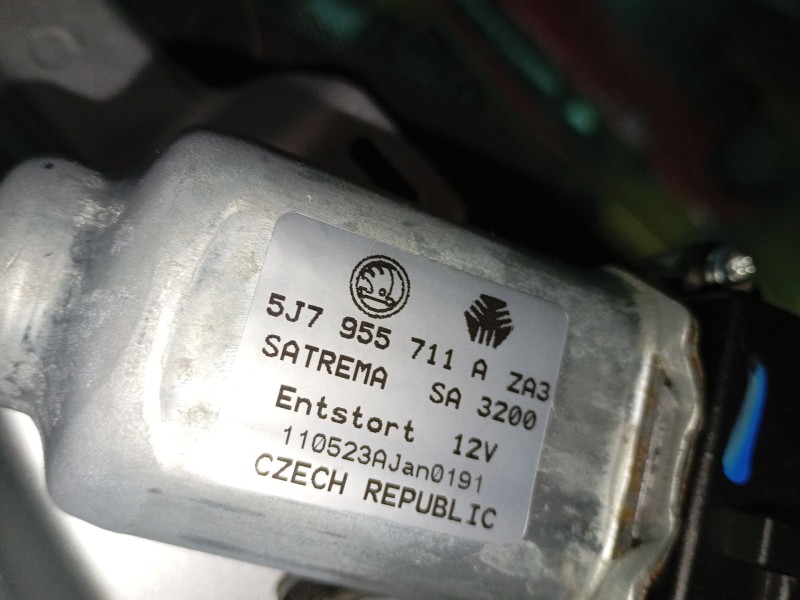 5J7 955 711 A ZA3
SATREMA SA 3200
Entstort 12V
110523AJan0191
CZECH REPUBLIC